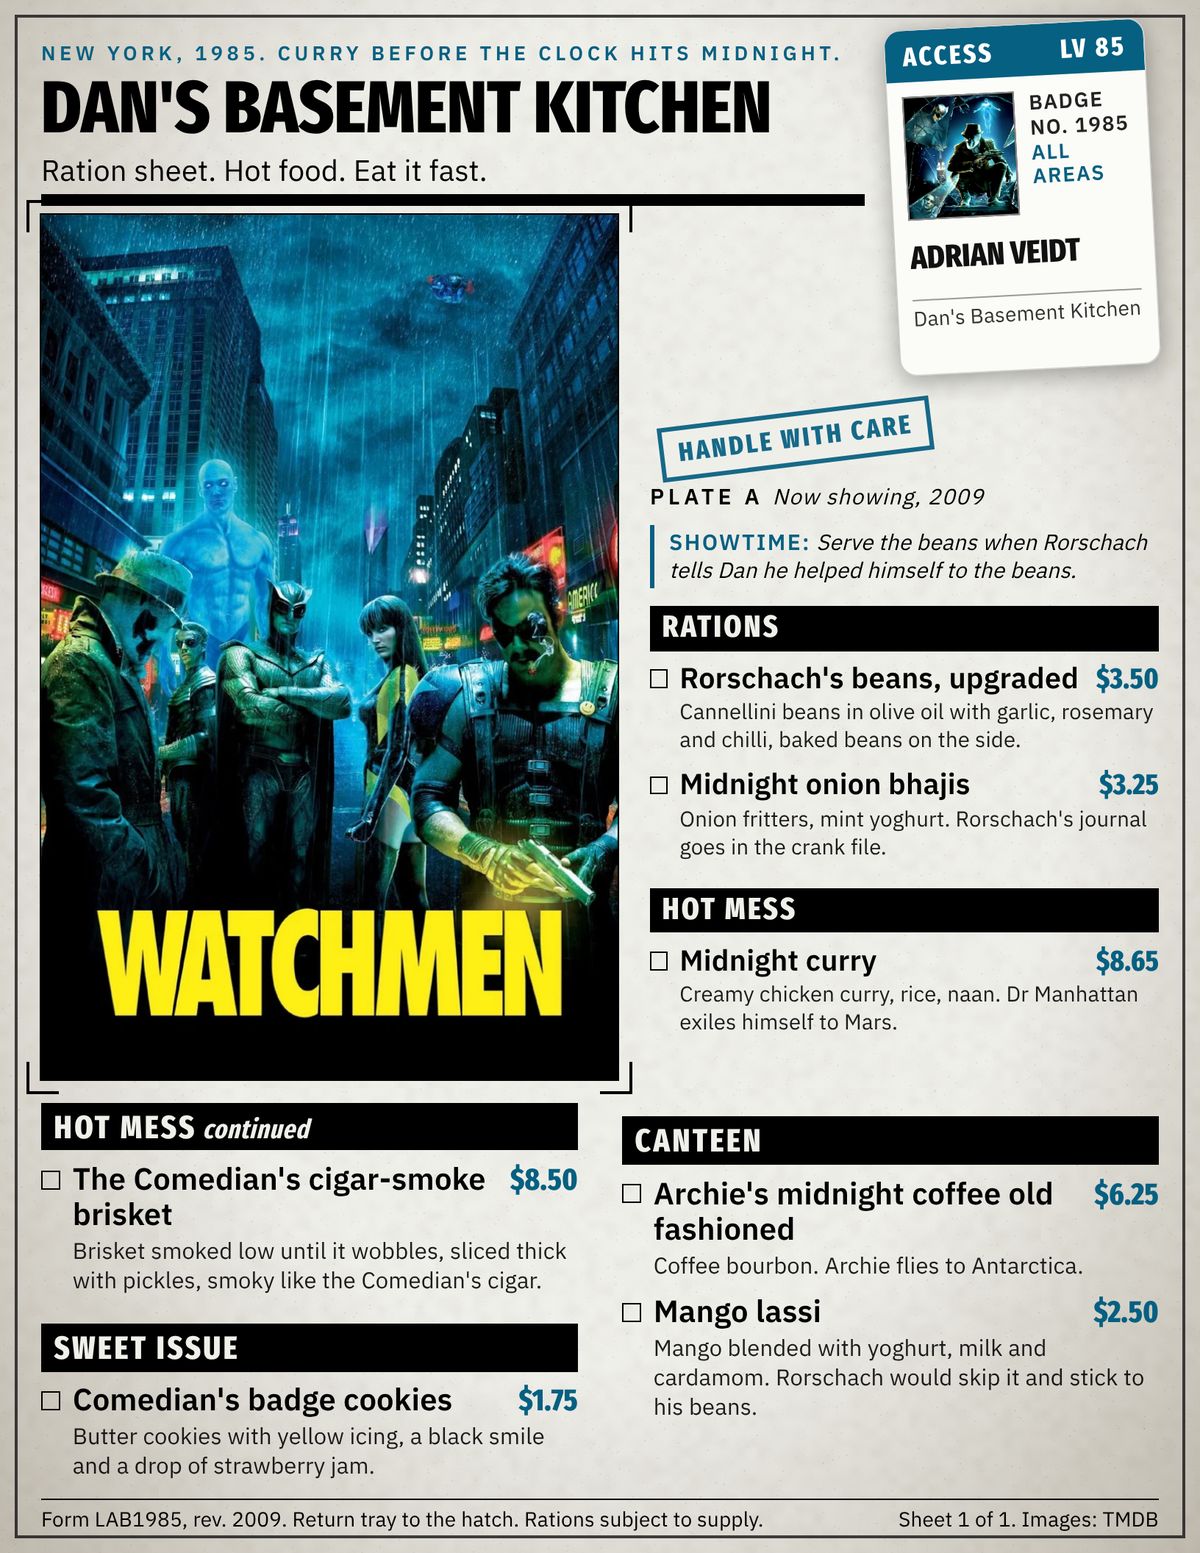 NEW YORK, 1985. CURRY BEFORE THE CLOCK HITS MIDNIGHT.
DAN'S BASEMENT KITCHEN
Ration sheet. Hot food. Eat it fast.
ACCESS LV 85
BADGE
NO. 1985
ALL
AREAS
ADRIAN VEIDT
Dan's Basement Kitchen
WATCHMEN
HANDLE WITH CARE
PLATE A Now showing, 2009
SHOWTIME: Serve the beans when Rorschach
tells Dan he helped himself to the beans.
RATIONS
Rorschach's beans, upgraded $3.50
Cannellini beans in olive oil with garlic, rosemary
and chilli, baked beans on the side.
Midnight onion bhajis $3.25
Onion fritters, mint yoghurt. Rorschach's journal
goes in the crank file.
HOT MESS
Midnight curry $8.65
Creamy chicken curry, rice, naan. Dr Manhattan
exiles himself to Mars.
HOT MESS continued
The Comedian's cigar-smoke $8.50
brisket
Brisket smoked low until it wobbles, sliced thick
with pickles, smoky like the Comedian's cigar.
SWEET ISSUE
Comedian's badge cookies $1.75
Butter cookies with yellow icing, a black smile
and a drop of strawberry jam.
CANTEEN
Archie's midnight coffee old $6.25
fashioned
Coffee bourbon. Archie flies to Antarctica.
Mango lassi $2.50
Mango blended with yoghurt, milk and
cardamom. Rorschach would skip it and stick to
his beans.
Form LAB1985, rev. 2009. Return tray to the hatch. Rations subject to supply.
Sheet 1 of 1. Images: TMDB